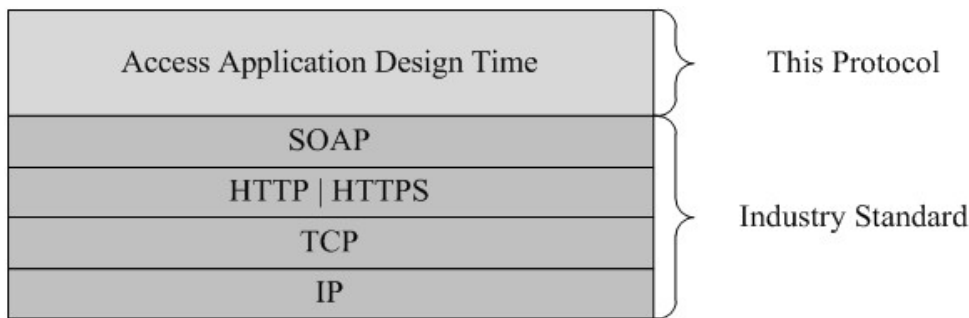 Access Application Design Time
This Protocol
SOAP
HTTP | HTTPS
TCP
IP
Industry Standard